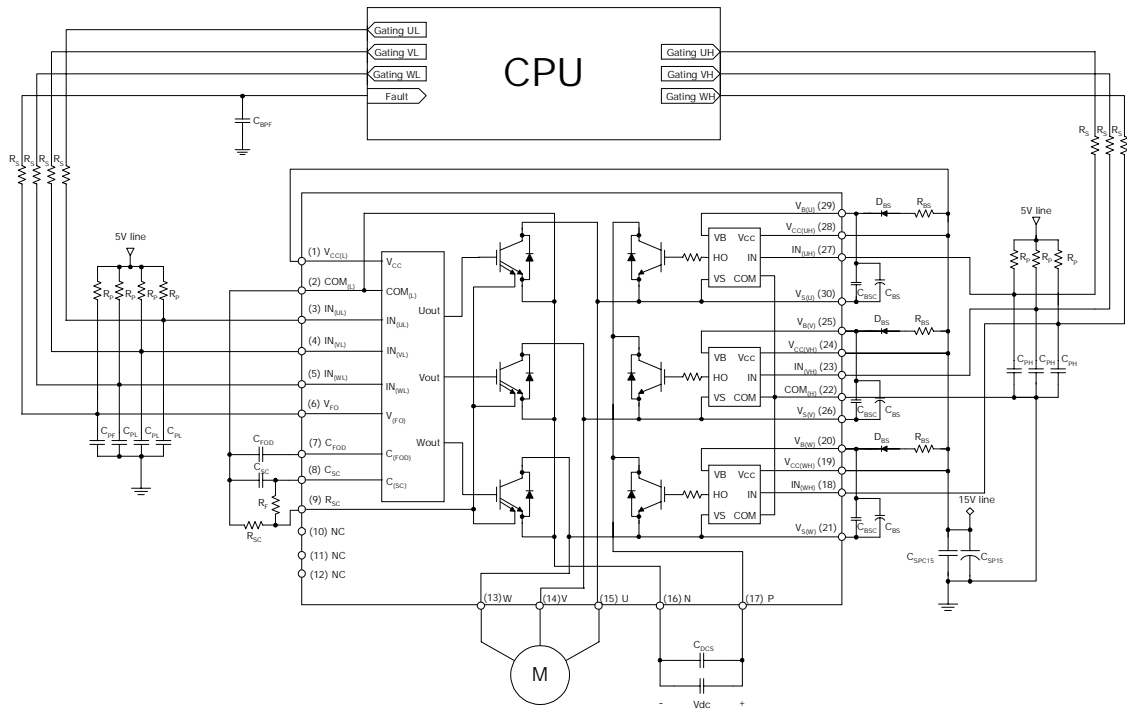 Gating UL
Gating VL
Gating WL
Fault
CPU
Gating UH
Gating VH
Gating WH
C_BPF
R_S R_S R_S R_S
R_S R_S R_S
5V line
R_P R_P R_P R_P
C_PF C_PL C_PL C_PL
(1) V_CC(L)
(2) COM_(L)
(3) IN_(UL)
(4) IN_(VL)
(5) IN_(WL)
(6) V_FO
(7) C_FOD
(8) C_SC
(9) R_SC
(10) NC
(11) NC
(12) NC
C_FOD
C_SC
R_F
R_SC
V_CC
COM_(L)
IN_(UL)
IN_(VL)
IN_(WL)
V_(FO)
C_(FOD)
C_(SC)
Uout
Vout
Wout
VB Vcc
HO IN
VS COM
VB Vcc
HO IN
VS COM
VB Vcc
HO IN
VS COM
V_B(U) (29)
V_CC(UH) (28)
IN_(UH) (27)
V_S(U) (30)
V_B(V) (25)
V_CC(VH) (24)
IN_(VH) (23)
COM_(H) (22)
V_S(V) (26)
V_B(W) (20)
V_CC(WH) (19)
IN_(WH) (18)
V_S(W) (21)
D_BS R_BS
C_BSC C_BS
D_BS R_BS
C_BSC C_BS
D_BS R_BS
C_BSC C_BS
5V line
R_P R_P R_P
C_PH C_PH C_PH
15V line
C_SPC15 C_SP15
(13) W (14) V (15) U (16) N (17) P
M
C_DCS
- Vdc +